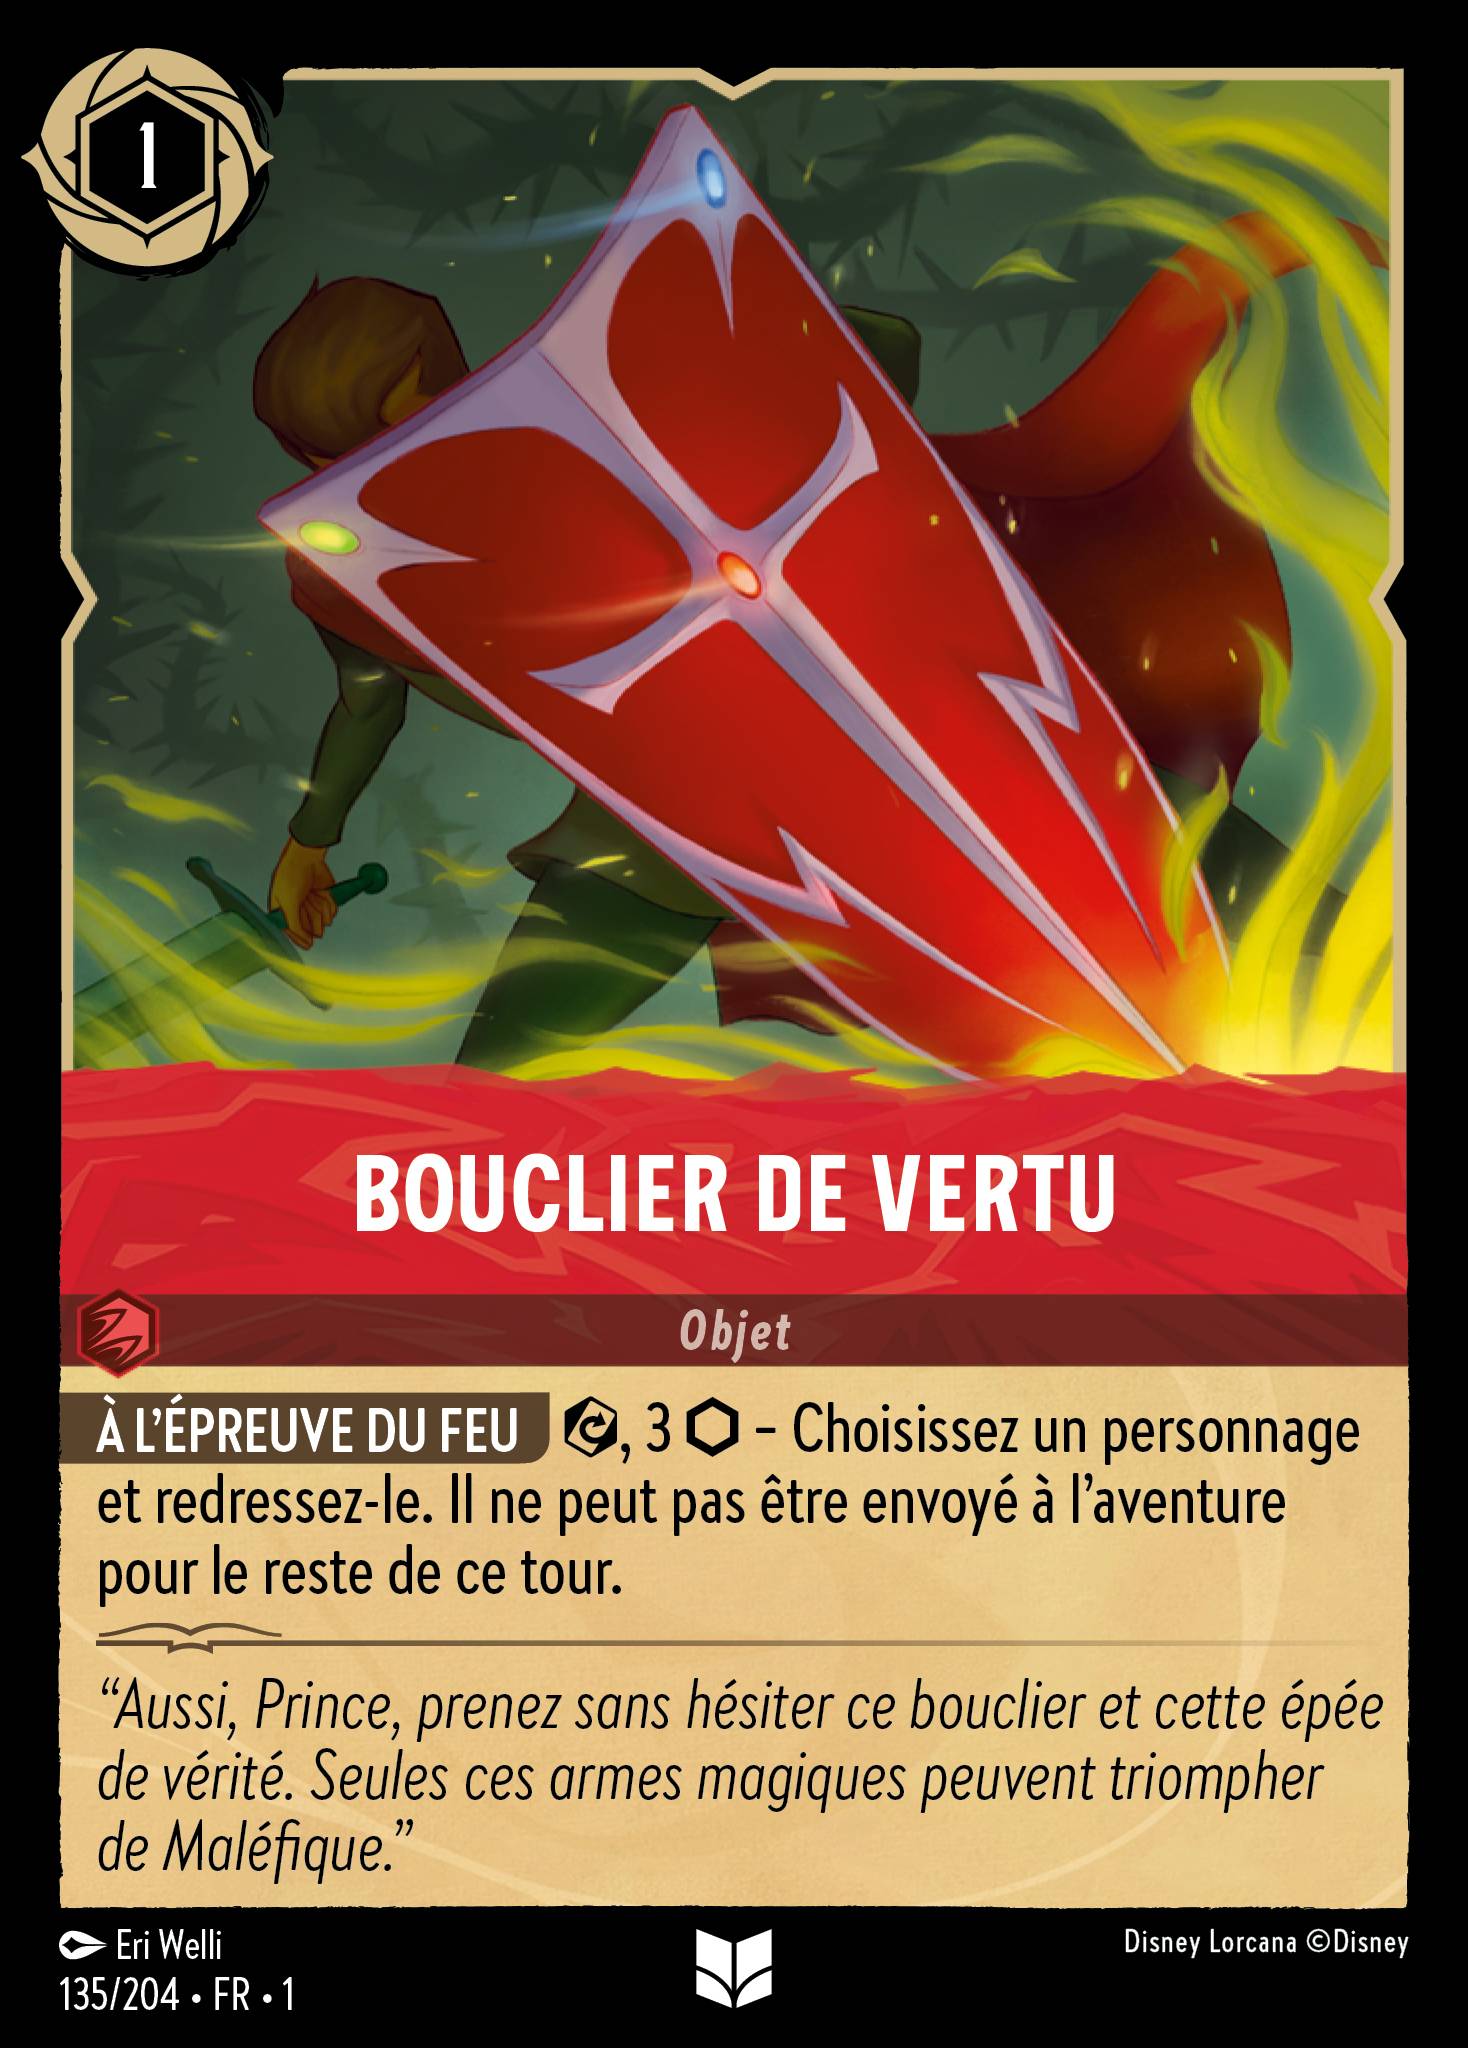 1
BOUCLIER DE VERTU
Objet
À L’ÉPREUVE DU FEU , 3 – Choisissez un personnage
et redressez-le. Il ne peut pas être envoyé à l’aventure
pour le reste de ce tour.
“Aussi, Prince, prenez sans hésiter ce bouclier et cette épée
de vérité. Seules ces armes magiques peuvent triompher
de Maléfique.”
Eri Welli
Disney Lorcana ©Disney
135/204 • FR • 1